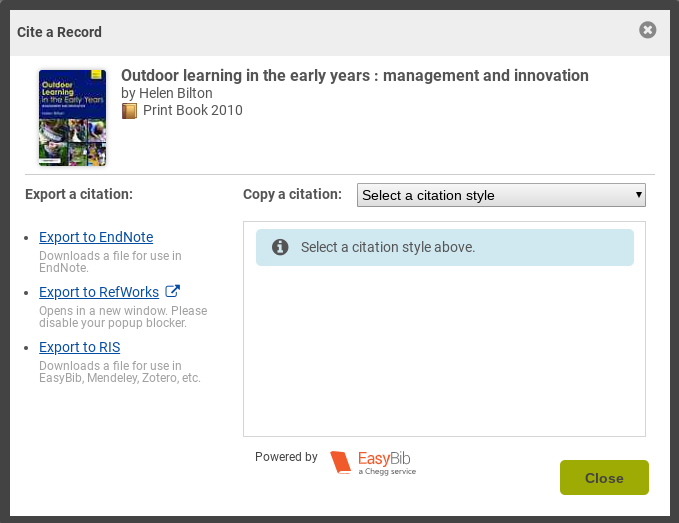 Cite a Record
Outdoor learning in the early years : management and innovation
by Helen Bilton
Print Book 2010
Outdoor
Learning
in the Early Years
Helen Bilton
Export a citation:
Copy a citation:
Select a citation style
Export to EndNote
Downloads a file for use in
EndNote.
Export to RefWorks
Opens in a new window. Please
disable your popup blocker.
Export to RIS
Downloads a file for use in
EasyBib, Mendeley, Zotero, etc.
Select a citation style above.
Powered by
EasyBib
a Chegg service
Close